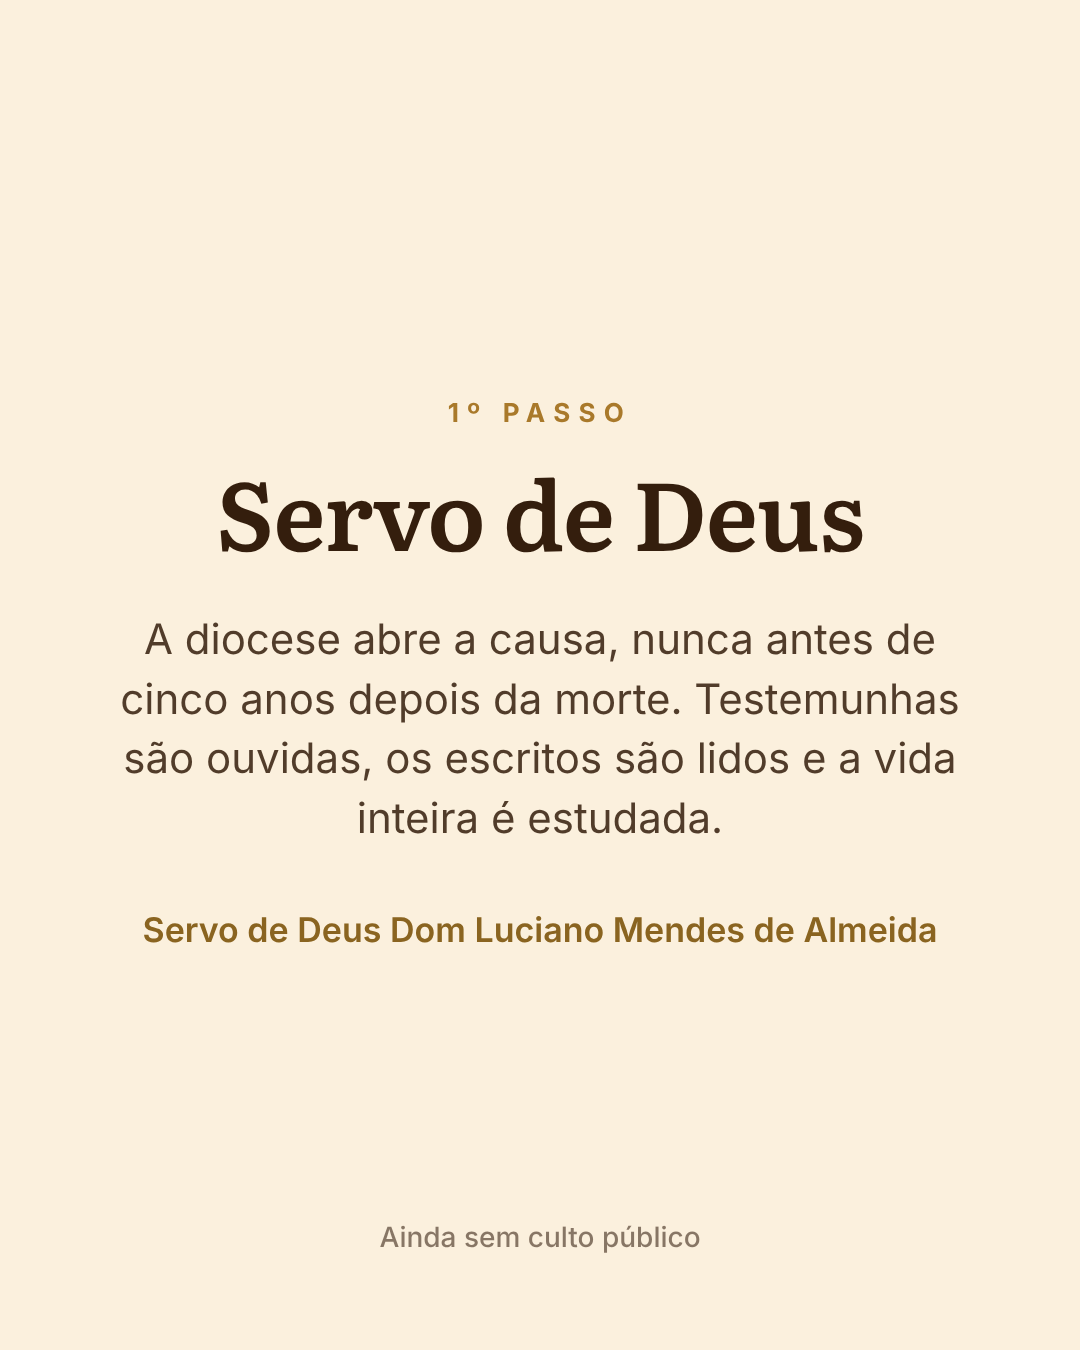 1º PASSO
Servo de Deus
A diocese abre a causa, nunca antes de
cinco anos depois da morte. Testemunhas
são ouvidas, os escritos são lidos e a vida
inteira é estudada.
Servo de Deus Dom Luciano Mendes de Almeida
Ainda sem culto público